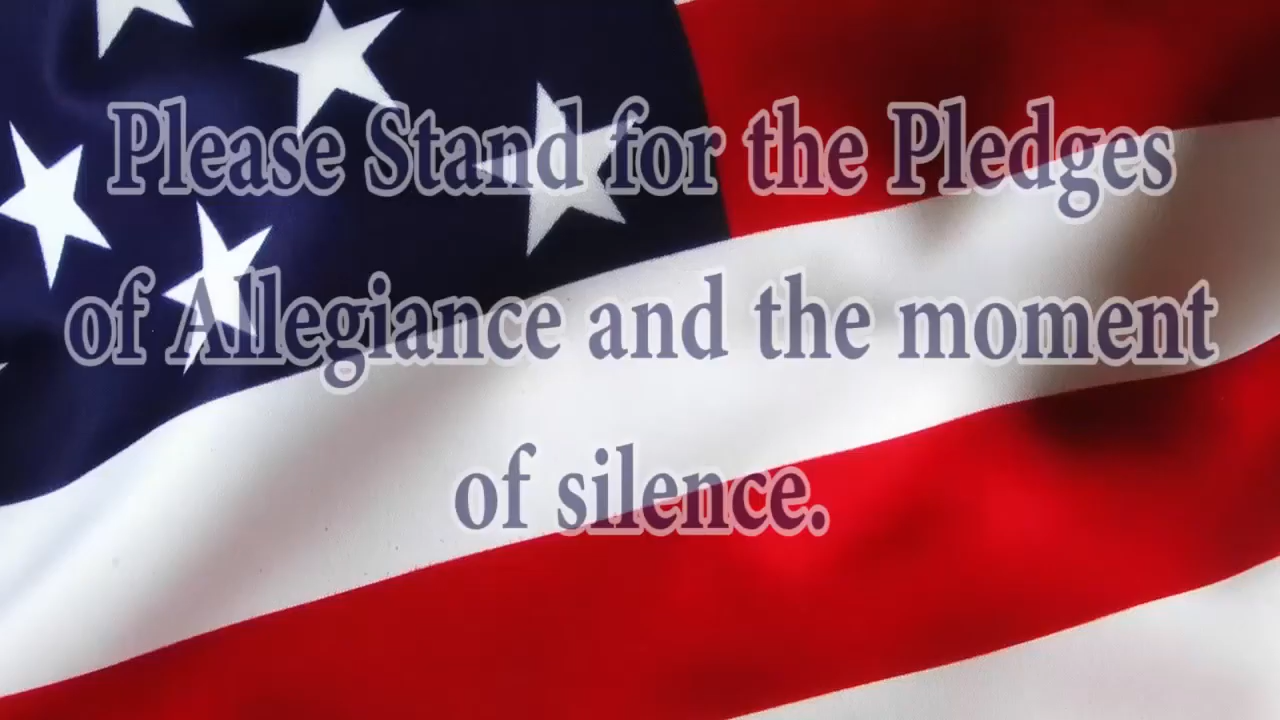 Please Stand for the Pledges
of Allegiance and the moment
of silence.